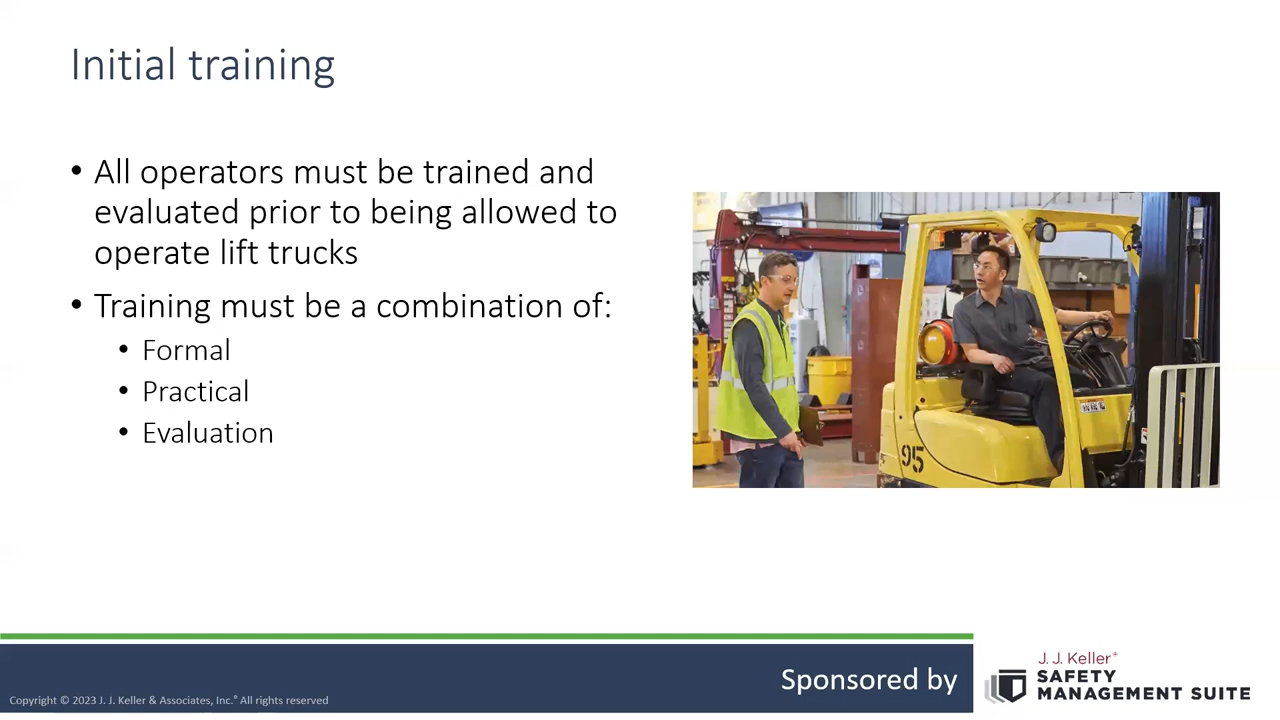 Initial training
• All operators must be trained and
evaluated prior to being allowed to
operate lift trucks
• Training must be a combination of:
• Formal
• Practical
• Evaluation
95
Sponsored by
J. J. Keller®
SAFETY
MANAGEMENT SUITE
Copyright © 2023 J. J. Keller & Associates, Inc.® All rights reserved